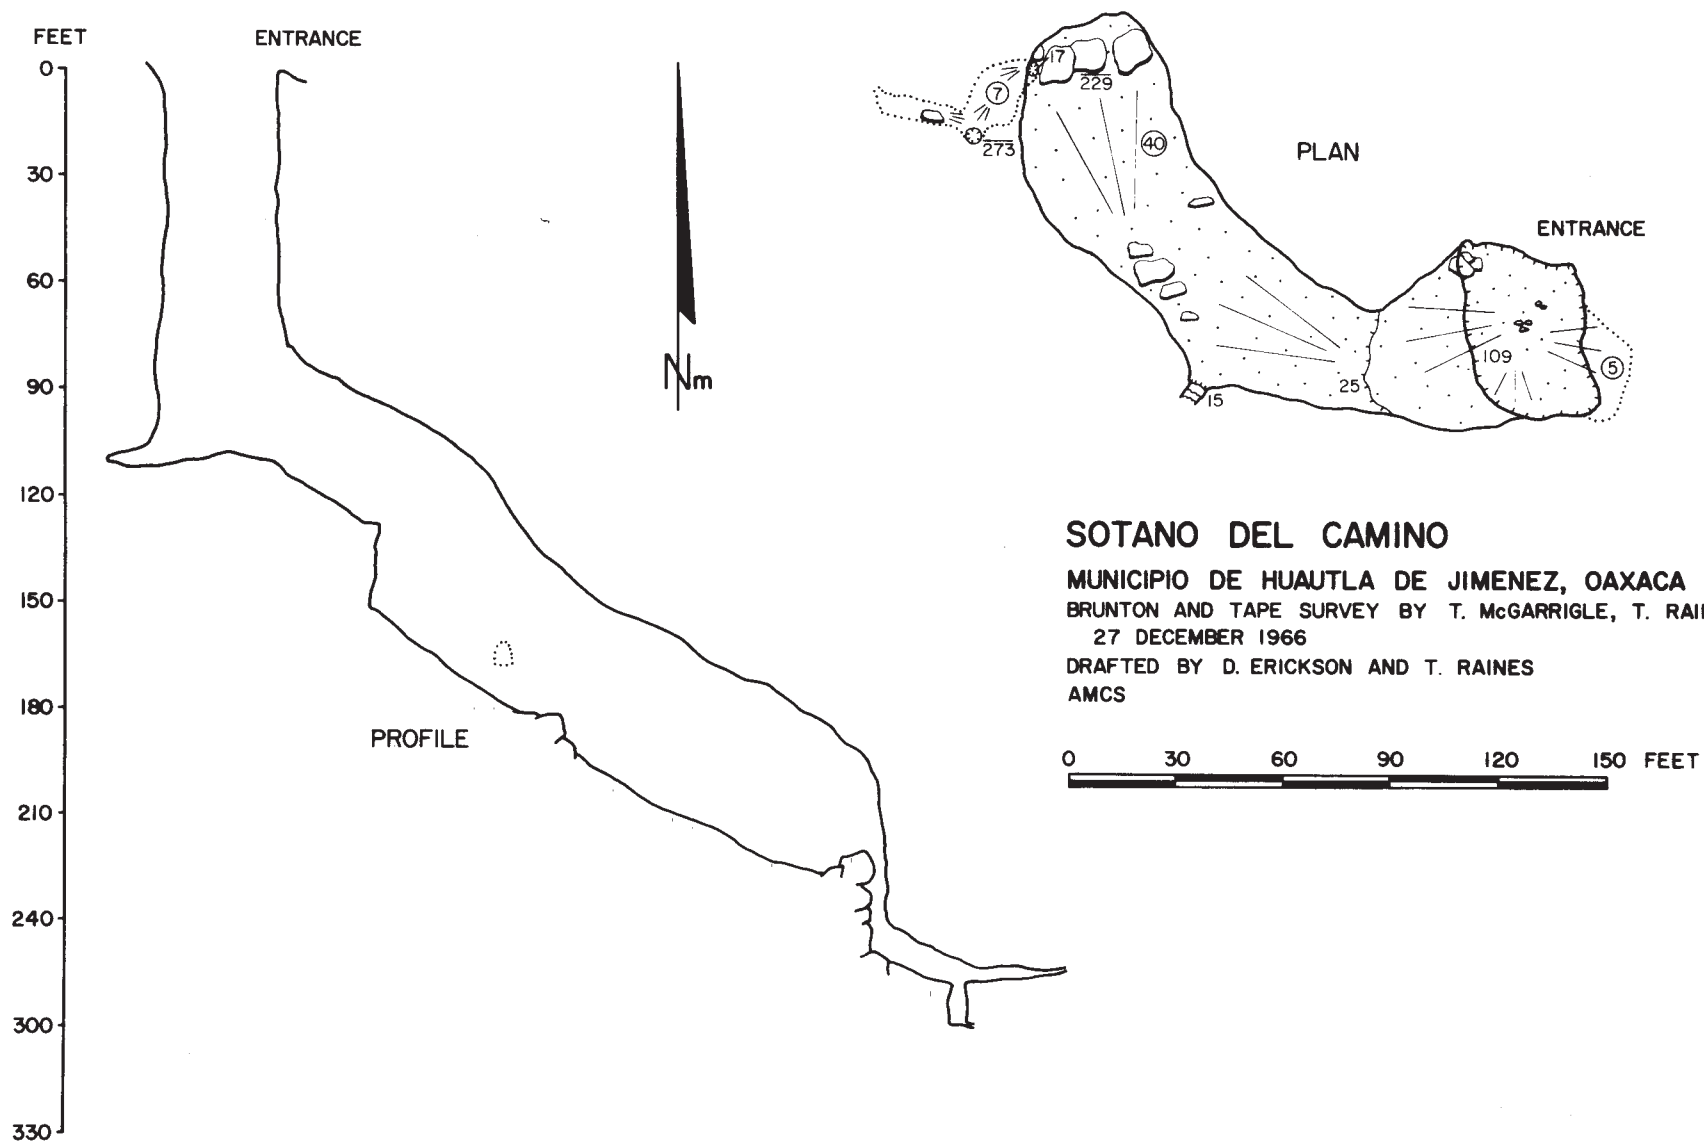 FEET
ENTRANCE
0
30
60
90
120
150
180
210
240
300
330
PROFILE
Nm
17
229
7
273
40
PLAN
ENTRANCE
109
5
25
15
SOTANO DEL CAMINO
MUNICIPIO DE HUAUTLA DE JIMENEZ, OAXACA
BRUNTON AND TAPE SURVEY BY T. McGARRIGLE, T.
27 DECEMBER 1966
DRAFTED BY D. ERICKSON AND T. RAINES
AMCS
0 30 60 90 120 150 FEET